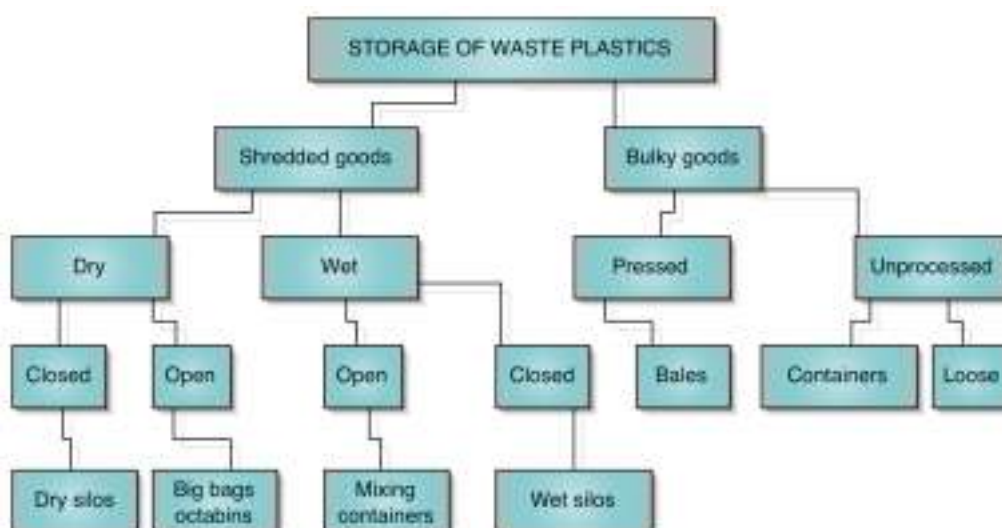 STORAGE OF WASTE PLASTICS
Shredded goods
Bulky goods
Dry
Wet
Pressed
Unprocessed
Closed
Open
Open
Closed
Bales
Containers
Loose
Dry silos
Big bags
octabins
Mixing
containers
Wet silos